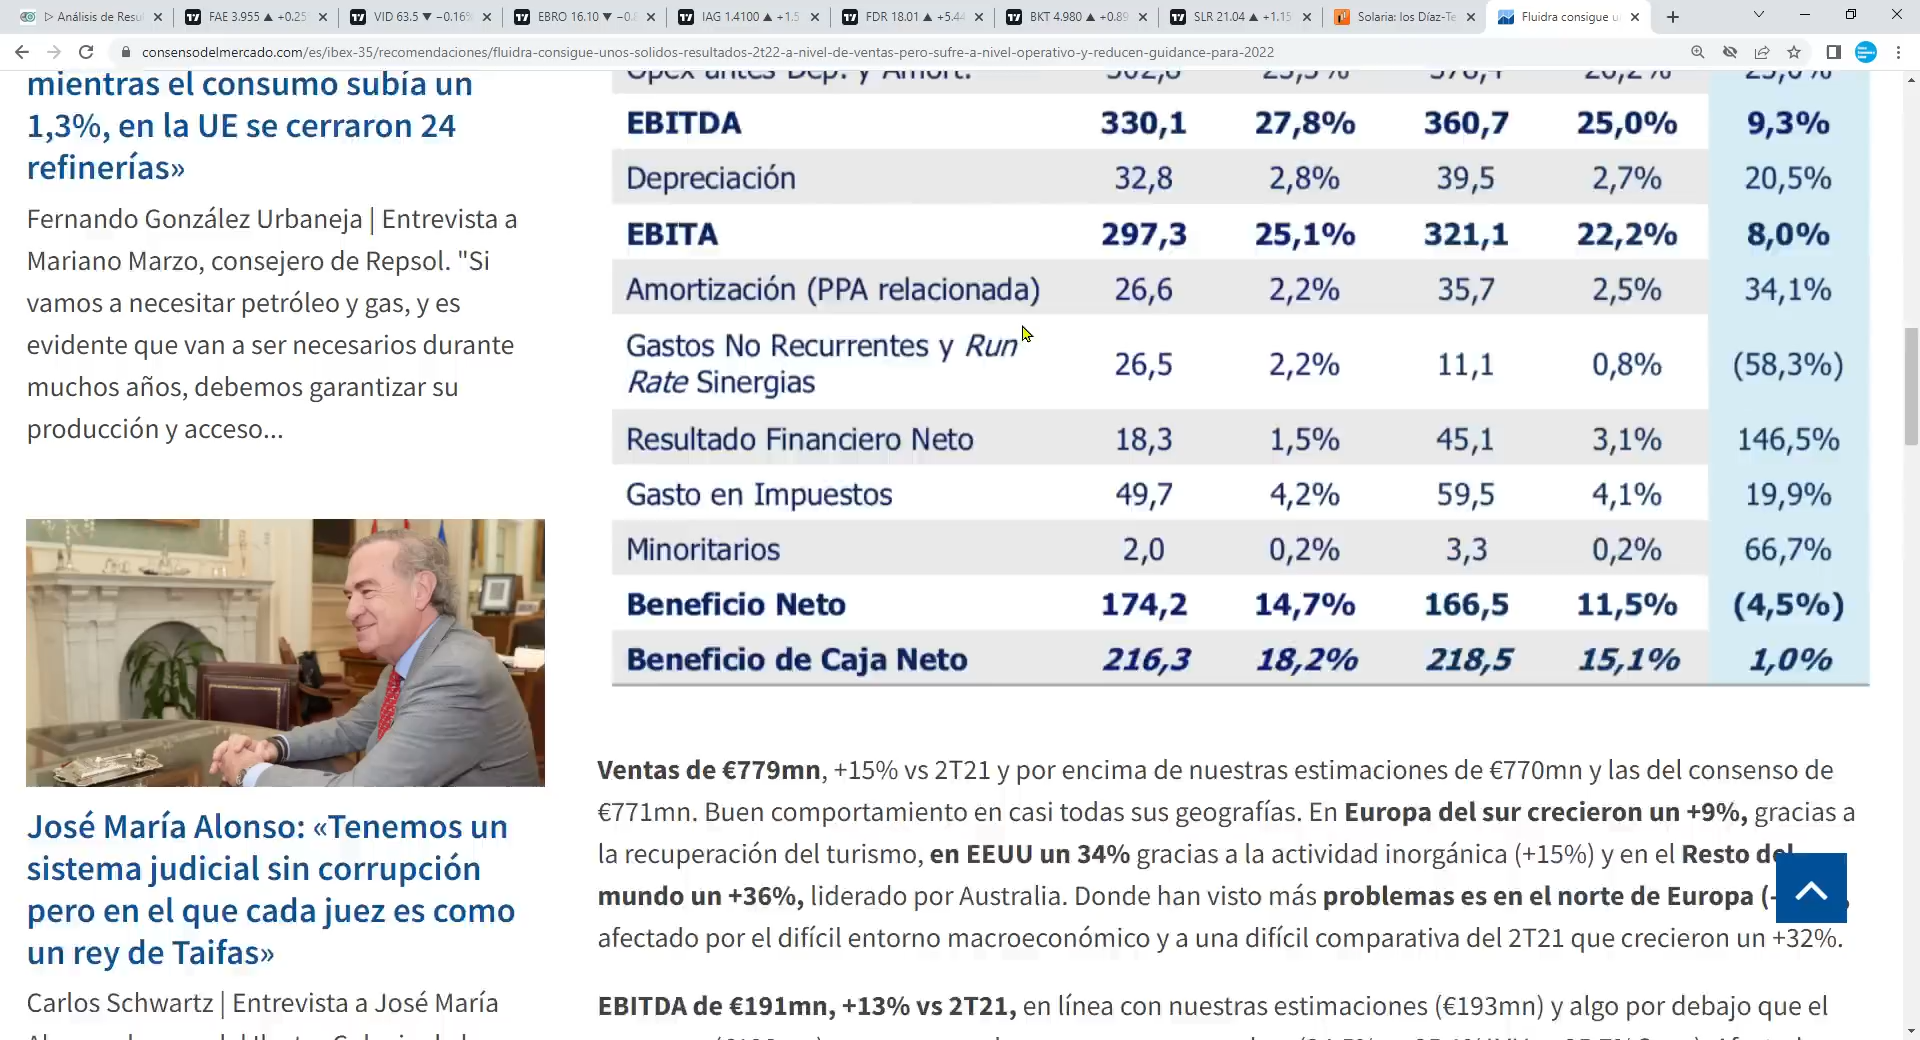 Análisis de Resul
FAE 3.955 ▲ +0.25
VID 63.5 ▼ −0.16%
EBRO 16.10 ▼ −0.
IAG 1.4100 ▲ +1.5
FDR 18.01 ▲ +5.4
BKT 4.980 ▲ +0.89
SLR 21.04 ▲ +1.15
Solaria: los Díaz-Te
Fluidra consigue u
consensodelmercado.com/es/ibex-35/recomendaciones/fluidra-consigue-unos-solidos-resultados-2t22-a-nivel-de-ventas-pero-sufre-a-nivel-operativo-y-reducen-guidance-para-2022
mientras el consumo subía un
1,3%, en la UE se cerraron 24
refinerías»
Fernando González Urbaneja | Entrevista a
Mariano Marzo, consejero de Repsol. "Si
vamos a necesitar petróleo y gas, y es
evidente que van a ser necesarios durante
muchos años, debemos garantizar su
producción y acceso...
José María Alonso: «Tenemos un
sistema judicial sin corrupción
pero en el que cada juez es como
un rey de Taifas»
Carlos Schwartz | Entrevista a José María
Opex antes Dep. y Amort.
EBITDA 330,1 27,8% 360,7 25,0% 9,3%
Depreciación 32,8 2,8% 39,5 2,7% 20,5%
EBITA 297,3 25,1% 321,1 22,2% 8,0%
Amortización (PPA relacionada) 26,6 2,2% 35,7 2,5% 34,1%
Gastos No Recurrentes y Run
Rate Sinergias 26,5 2,2% 11,1 0,8% (58,3%)
Resultado Financiero Neto 18,3 1,5% 45,1 3,1% 146,5%
Gasto en Impuestos 49,7 4,2% 59,5 4,1% 19,9%
Minoritarios 2,0 0,2% 3,3 0,2% 66,7%
Beneficio Neto 174,2 14,7% 166,5 11,5% (4,5%)
Beneficio de Caja Neto 216,3 18,2% 218,5 15,1% 1,0%
Ventas de €779mn, +15% vs 2T21 y por encima de nuestras estimaciones de €770mn y las del consenso de
€771mn. Buen comportamiento en casi todas sus geografías. En Europa del sur crecieron un +9%, gracias a
la recuperación del turismo, en EEUU un 34% gracias a la actividad inorgánica (+15%) y en el Resto del
mundo un +36%, liderado por Australia. Donde han visto más problemas es en el norte de Europa (-
afectado por el difícil entorno macroeconómico y a una difícil comparativa del 2T21 que crecieron un +32%.
EBITDA de €191mn, +13% vs 2T21, en línea con nuestras estimaciones (€193mn) y algo por debajo que el